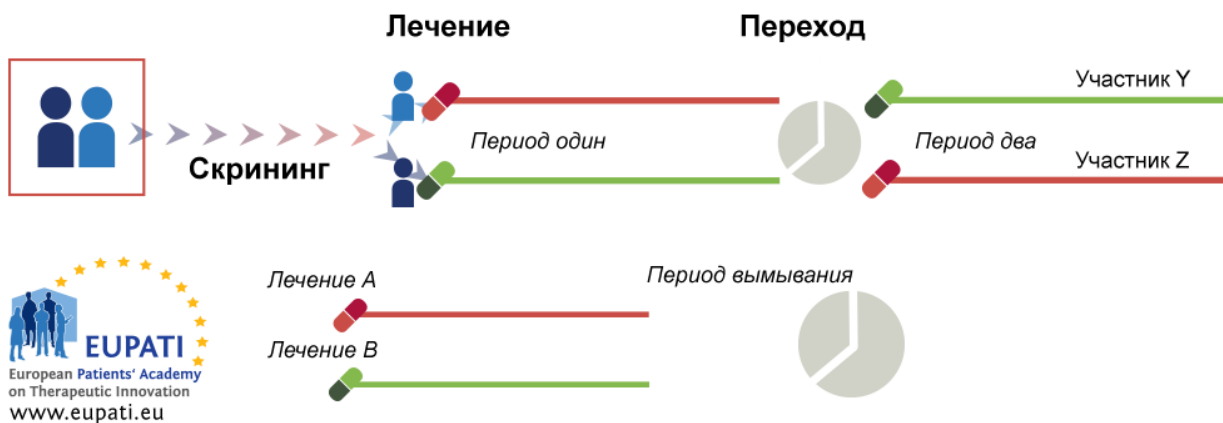 Лечение
Переход
Участник Y
Период один
Период два
Скрининг
Участник Z
Лечение A
Период вымывания
Лечение B
EUPATI
European Patients' Academy
on Therapeutic Innovation
www.eupati.eu